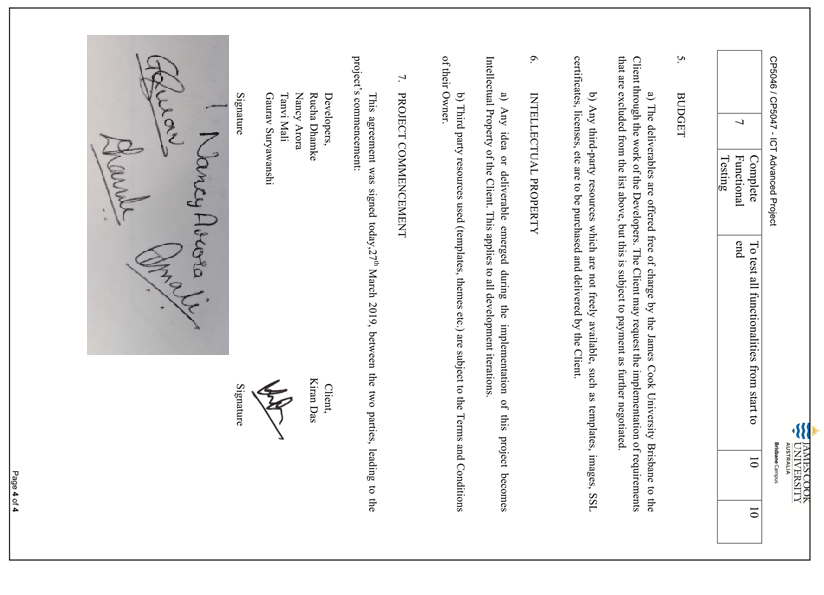 CP5046 / CP5047 - ICT Advanced Project
JAMES COOK
UNIVERSITY
AUSTRALIA
Brisbane Campus
7 Complete Functional Testing To test all functionalities from start to end 10 10
5. BUDGET
a) The deliverables are offered free of charge by the James Cook University Brisbane to the
Client through the work of the Developers. The Client may request the implementation of requirements
that are excluded from the list above, but this is subject to payment as further negotiated.
b) Any third-party resources which are not freely available, such as templates, images, SSL
certificates, licenses, etc are to be purchased and delivered by the Client.
6. INTELLECTUAL PROPERTY
a) Any idea or deliverable emerged during the implementation of this project becomes
Intellectual Property of the Client. This applies to all development iterations.
b) Third party resources used (templates, themes etc.) are subject to the Terms and Conditions
of their Owner.
7. PROJECT COMMENCEMENT
This agreement was signed today,27th March 2019, between the two parties, leading to the
project's commencement:
Developers,
Rucha Dhamke
Nancy Arora
Tanvi Mali
Gaurav Suryawanshi
Signature
Client,
Kiran Das
Signature
Nancy Arora
Page 4 of 4